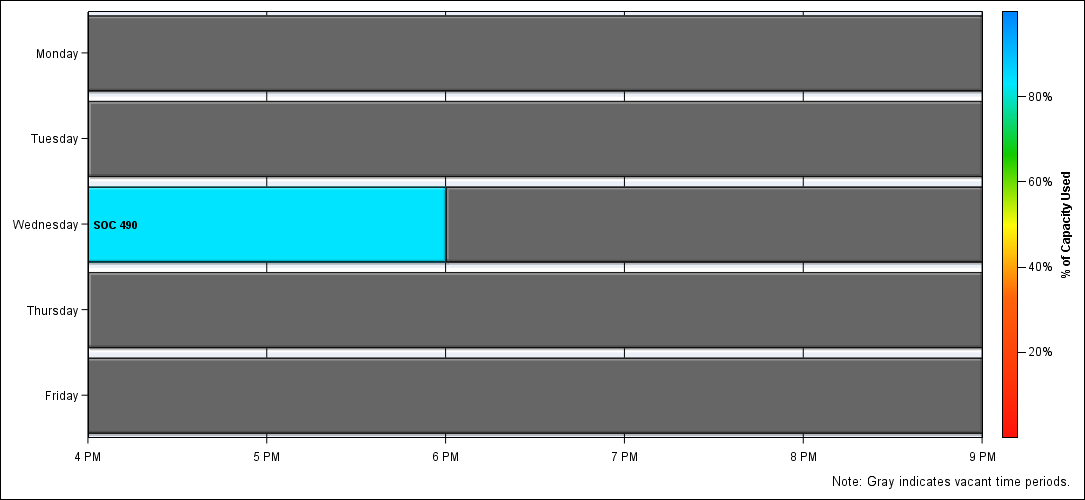 Monday
Tuesday
Wednesday
SOC 490
Thursday
Friday
4 PM
5 PM
6 PM
7 PM
8 PM
9 PM
80%
60%
40%
20%
% of Capacity Used
Note: Gray indicates vacant time periods.